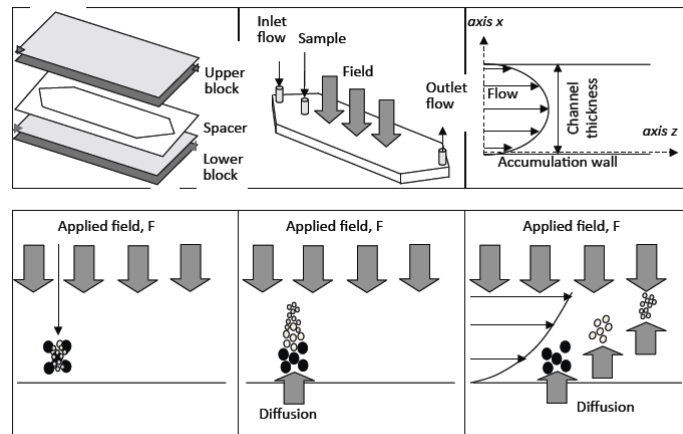 Upper
block
Spacer
Lower
block
Inlet
flow
Sample
Field
Outlet
flow
axis x
Flow
Channel
thickness
axis z
Accumulation wall
Applied field, F
Applied field, F
Diffusion
Applied field, F
Diffusion